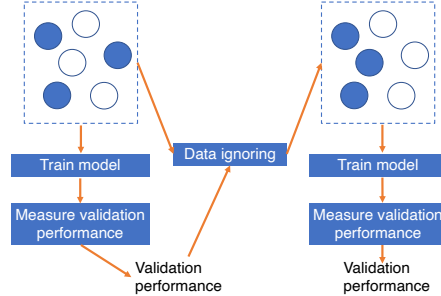 Data ignoring
Train model
Measure validation
performance
Validation
performance
Train model
Measure validation
performance
Validation
performance